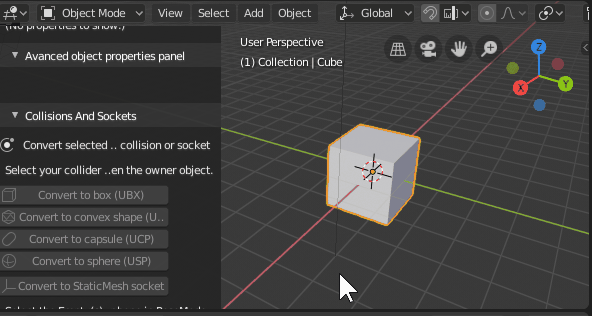 Object Mode View Select Add Object Global
(No properties to show.)
Avanced object properties panel
Collisions And Sockets
Convert selected .. collision or socket
Select your collider ..en the owner object.
Convert to box (UBX)
Convert to convex shape (U..
Convert to capsule (UCP)
Convert to sphere (USP)
Convert to StaticMesh socket
User Perspective
(1) Collection | Cube
Z
Y
X